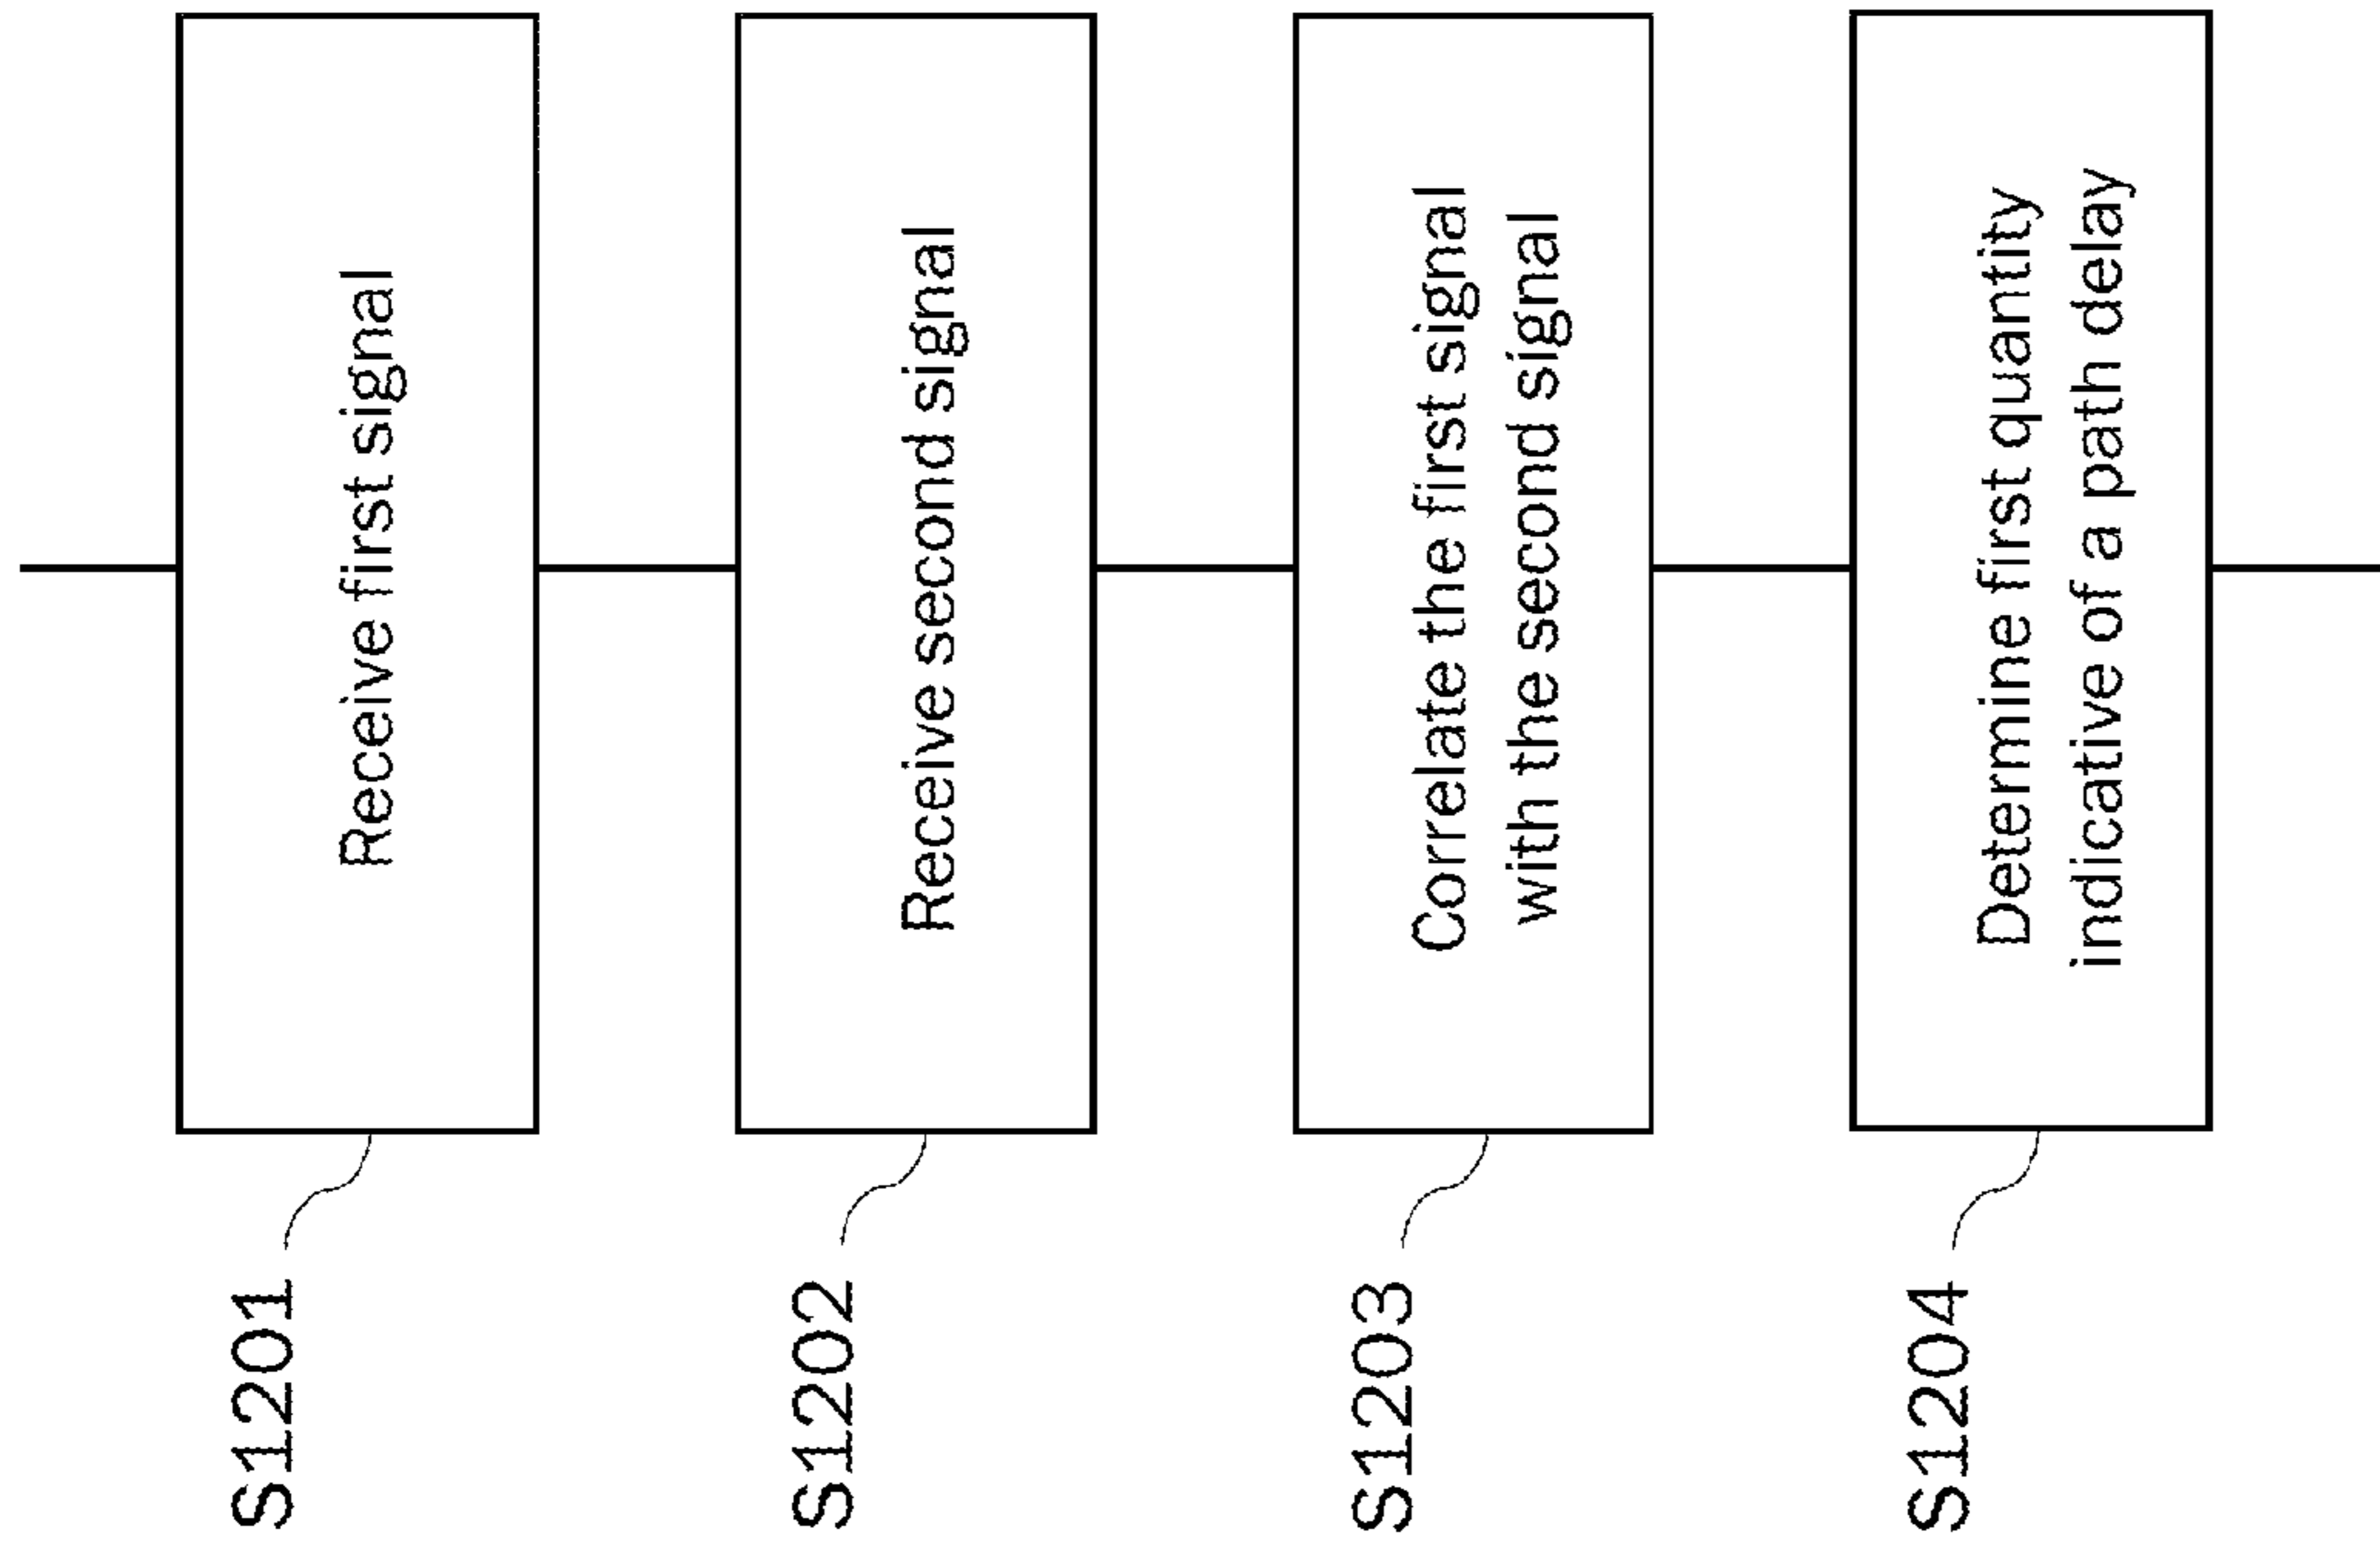 S1201
Receive first signal
S1202
Receive second signal
S1203
Correlate the first signal
with the second signal
S1204
Determine first quantity
indicative of a path delay